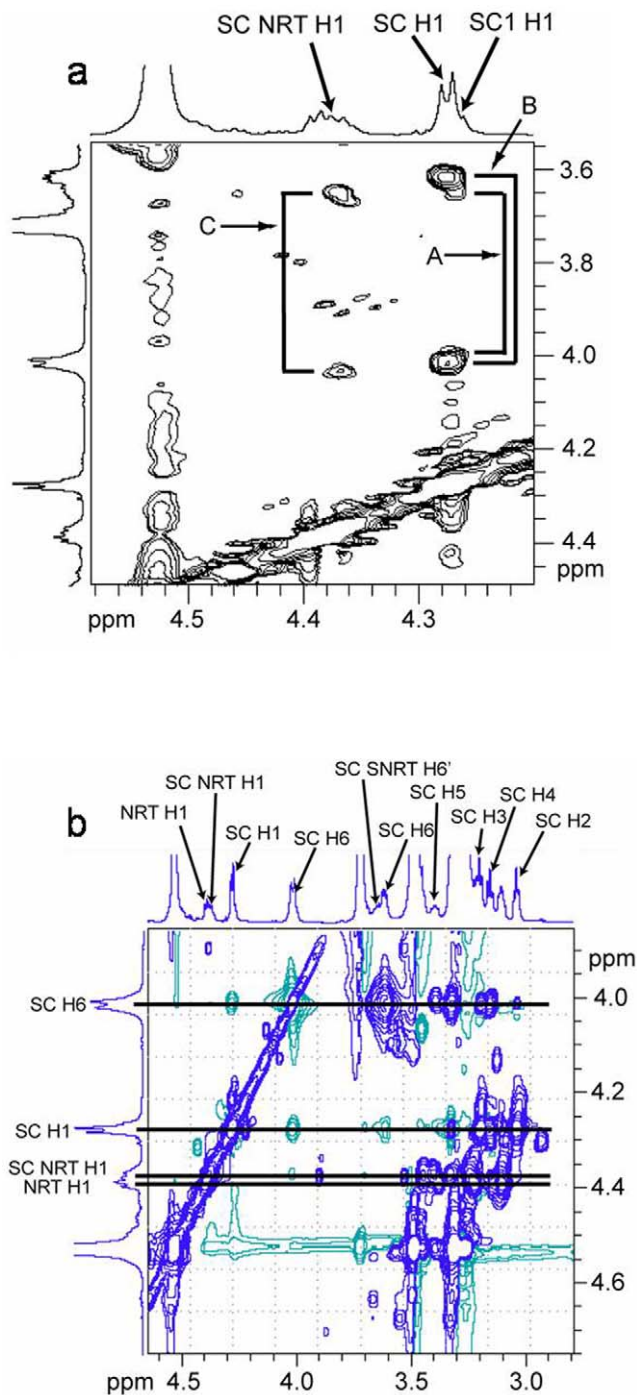 a
SC NRT H1
SC H1
SC1 H1
B
C
A
3.6
3.8
4.0
4.2
4.4
ppm
ppm
4.5
4.4
4.3
b
SC SNRT H6'
SC NRT H1
SC H5
NRT H1
SC H1
SC H6
SC H6
SC H3
SC H4
SC H2
ppm
SC H6
4.0
4.2
SC H1
SC NRT H1
NRT H1
4.4
4.6
ppm
4.5
4.0
3.5
3.0